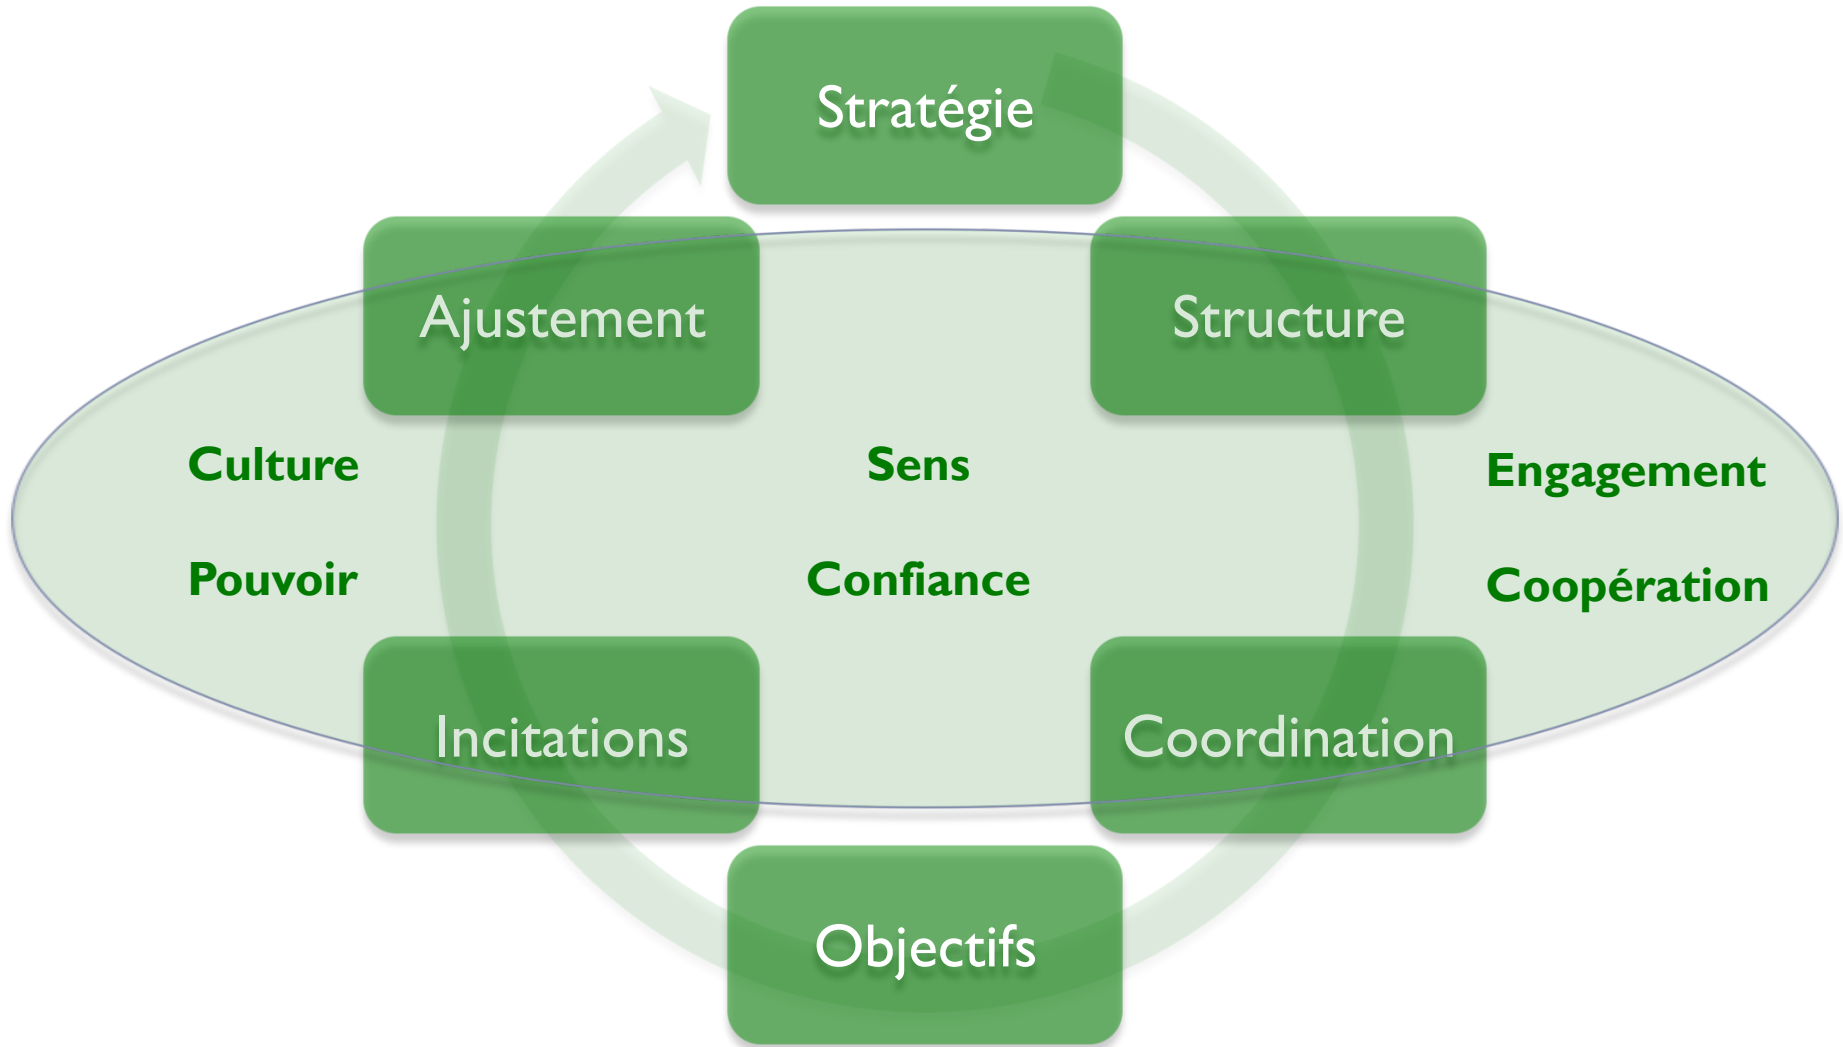 Stratégie
Ajustement
Structure
Culture
Sens
Engagement
Pouvoir
Confiance
Coopération
Incitations
Coordination
Objectifs